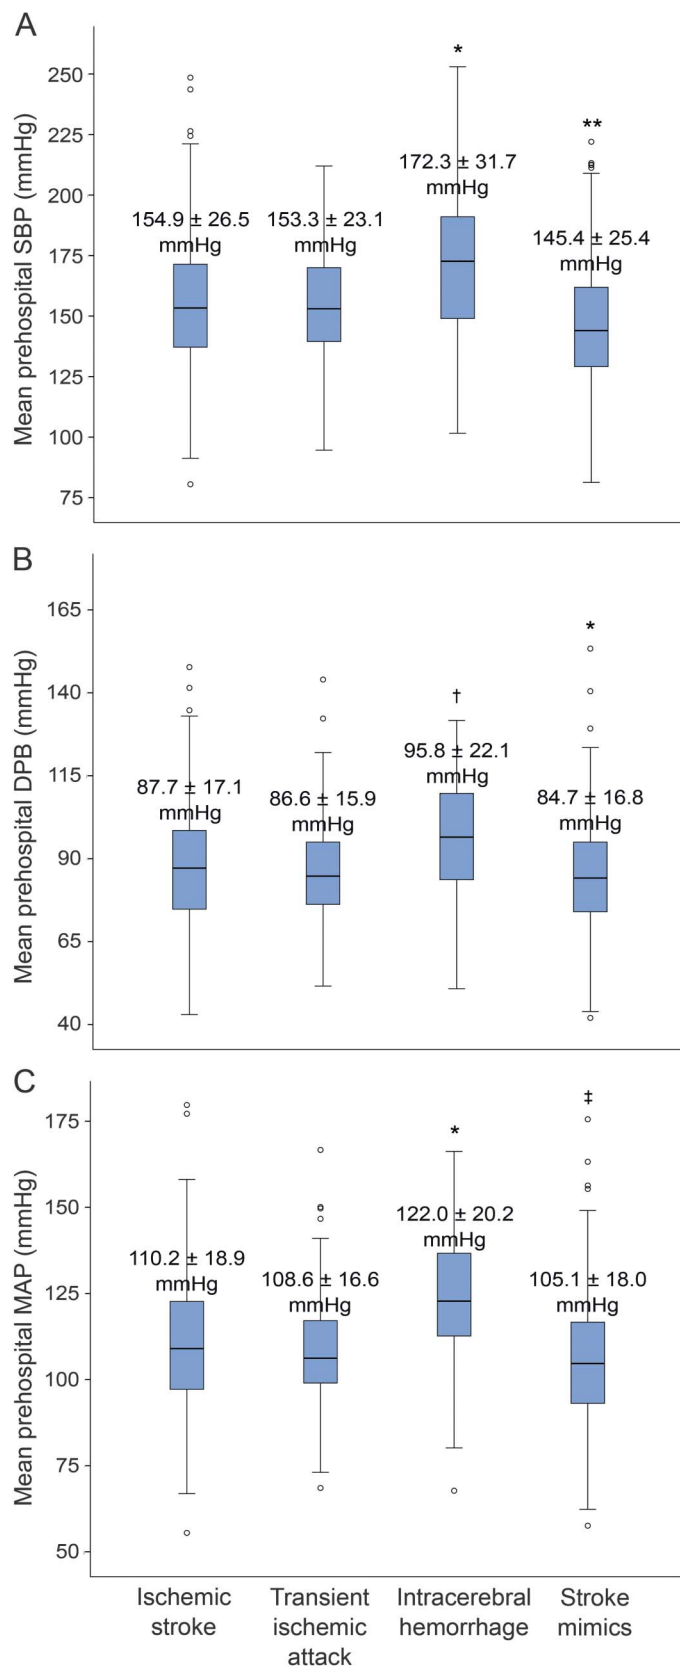 A
Mean prehospital SBP (mmHg)
250
225
200
175
150
125
100
75
*
**
154.9 ± 26.5
mmHg
153.3 ± 23.1
mmHg
172.3 ± 31.7
mmHg
145.4 ± 25.4
mmHg
B
Mean prehospital DPB (mmHg)
165
140
115
90
65
40
†
*
87.7 ± 17.1
mmHg
86.6 ± 15.9
mmHg
95.8 ± 22.1
mmHg
84.7 ± 16.8
mmHg
C
Mean prehospital MAP (mmHg)
175
150
125
100
75
50
*
‡
110.2 ± 18.9
mmHg
108.6 ± 16.6
mmHg
122.0 ± 20.2
mmHg
105.1 ± 18.0
mmHg
Ischemic
stroke
Transient
ischemic
attack
Intracerebral
hemorrhage
Stroke
mimics